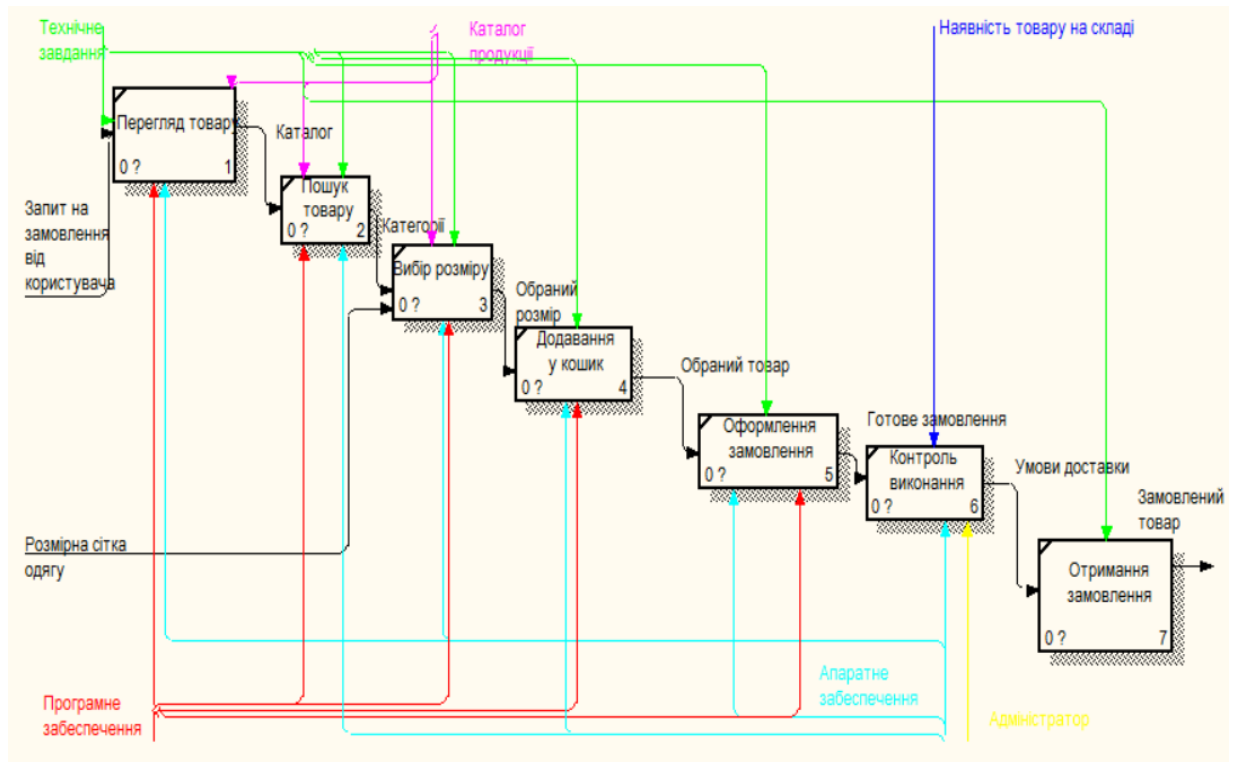 Технічне
завдання
Каталог
продукції
Наявність товару на складі
Перегляд товару
0 ?
1
Каталог
Пошук
товару
0 ?
2
Запит на
замовлення
від
користувача
Категорії
Вибір розміру
0 ?
3
Обраний
розмір
Додавання
у кошик
0 ?
4
Обраний товар
Оформлення
замовлення
0 ?
5
Готове замовлення
Контроль
виконання
0 ?
6
Умови доставки
Замовлений
товар
Отримання
замовлення
0 ?
7
Розмірна сітка
одягу
Програмне
забеспечення
Апаратне
забеспечення
Адміністратор